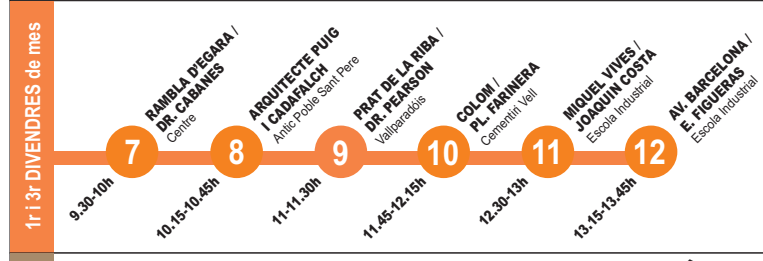 1r i 3r DIVENDRES de mes
7
RAMBLA D'EGARA /
DR. CABANES
Centre
9.30-10h
8
ARQUITECTE PUIG
I CADAFALCH
Antic Poble Sant Pere
10.15-10.45h
9
PRAT DE LA RIBA /
DR. PEARSON
Vallparadóis
11-11.30h
10
COLOM /
PL. FARINERA
Cementiri Vell
11.45-12.15h
11
MIQUEL VIVES /
JOAQUIN COSTA
Escola Industrial
12.30-13h
12
AV. BARCELONA /
E. FIGUERAS
Escola Industrial
13.15-13.45h